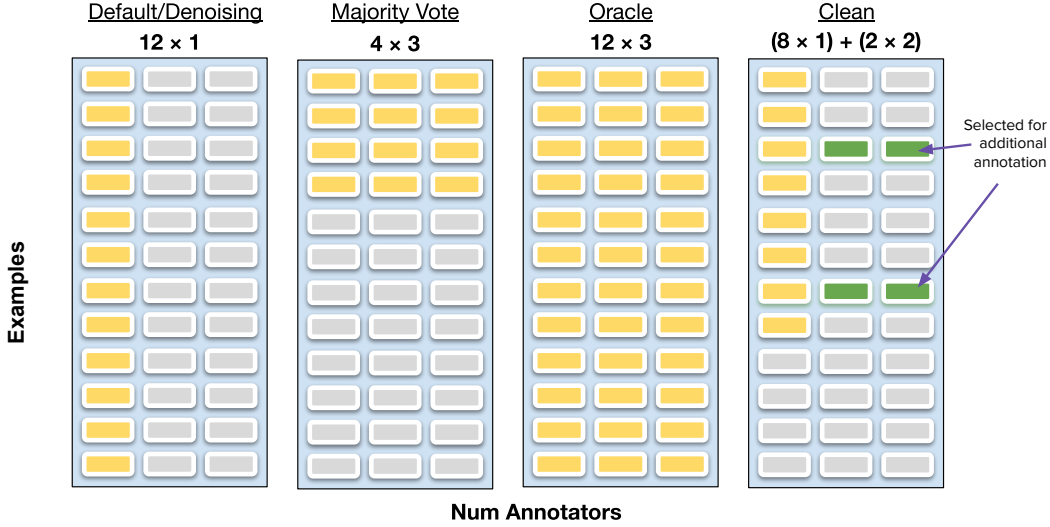 Default/Denoising
12 × 1
Majority Vote
4 × 3
Oracle
12 × 3
Clean
(8 × 1) + (2 × 2)
Selected for
additional
annotation
Examples
Num Annotators